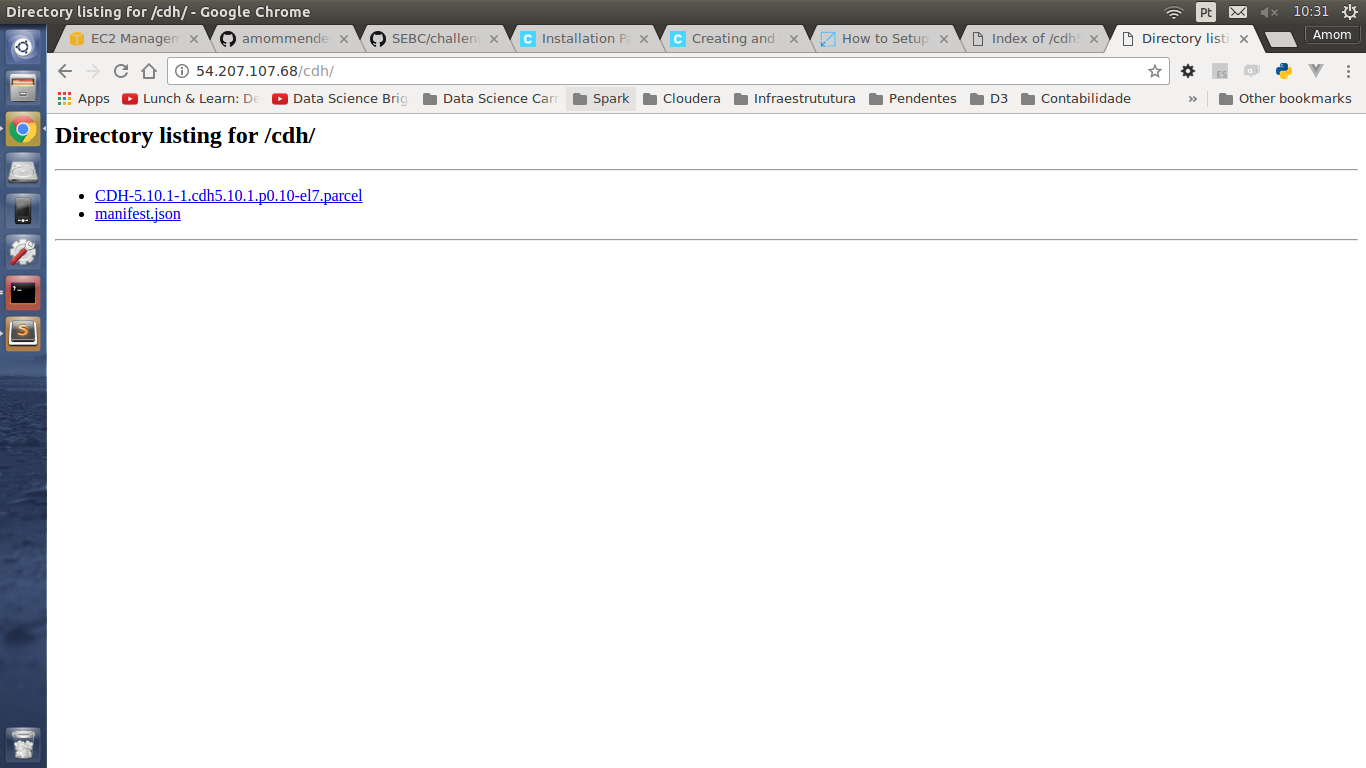 Directory listing for /cdh/ - Google Chrome
Pt
10:31
EC2 Managem
amommende
SEBC/challen
Installation Pa
Creating and
How to Setup
Index of /cdh5
Directory listi
Amom
54.207.107.68/cdh/
ES
Apps
Lunch & Learn: De
Data Science Brig
Data Science Carr
Spark
Cloudera
Infraestrututura
Pendentes
D3
Contabilidade
»
Other bookmarks
Directory listing for /cdh/
• CDH-5.10.1-1.cdh5.10.1.p0.10-el7.parcel
• manifest.json